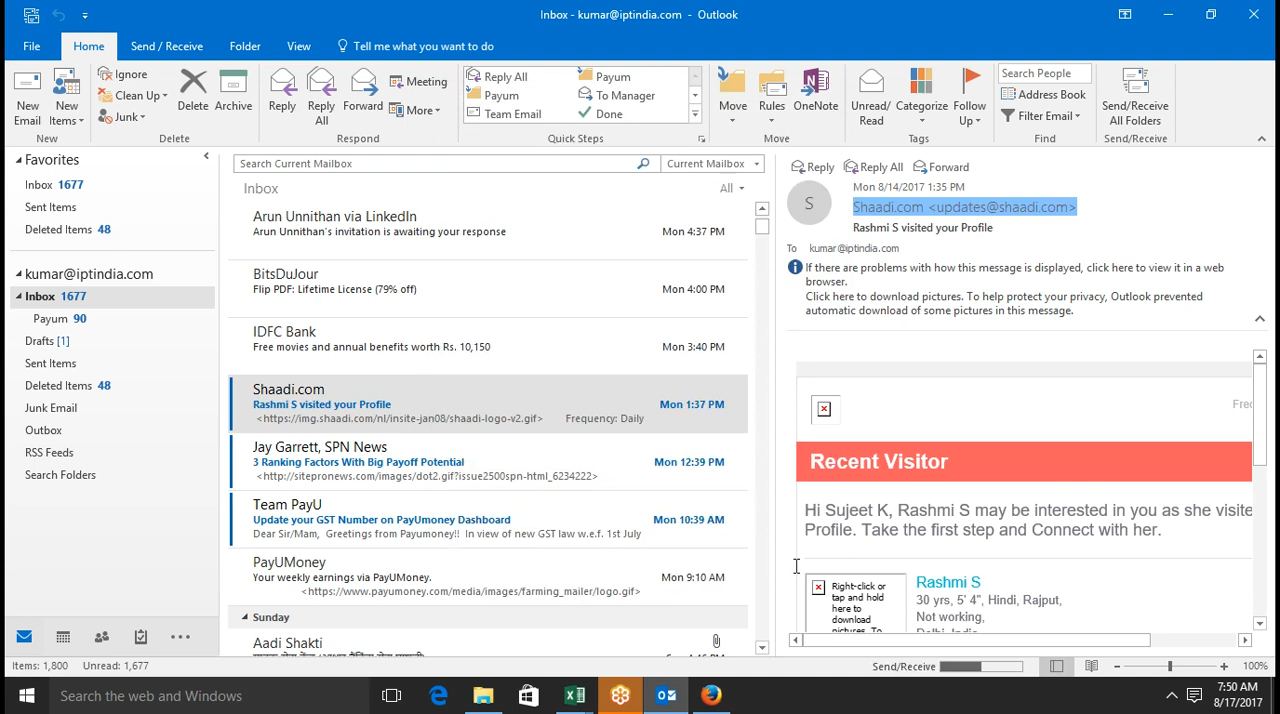 Inbox - kumar@iptindia.com - Outlook
File Home Send / Receive Folder View Tell me what you want to do
New Email
New Items
New
Ignore
Clean Up
Junk
Delete
Archive
Delete
Reply
Reply All
Forward
Meeting
More
Respond
Reply All
Payum
Team Email
Payum
To Manager
Done
Quick Steps
Move
Rules
OneNote
Move
Unread/ Read
Categorize
Follow Up
Tags
Search People
Address Book
Filter Email
Find
Send/Receive All Folders
Send/Receive
Favorites
Inbox 1677
Sent Items
Deleted Items 48
kumar@iptindia.com
Inbox 1677
Payum 90
Drafts [1]
Sent Items
Deleted Items 48
Junk Email
Outbox
RSS Feeds
Search Folders
Search Current Mailbox Current Mailbox
Inbox All
Arun Unnithan via LinkedIn
Arun Unnithan's invitation is awaiting your response Mon 4:37 PM
BitsDuJour
Flip PDF: Lifetime License (79% off) Mon 4:00 PM
IDFC Bank
Free movies and annual benefits worth Rs. 10,150 Mon 3:40 PM
Shaadi.com
Rashmi S visited your Profile Mon 1:37 PM
<https://img.shaadi.com/nl/insite-jan08/shaadi-logo-v2.gif> Frequency: Daily
Jay Garrett, SPN News
3 Ranking Factors With Big Payoff Potential Mon 12:39 PM
<http://sitepronews.com/images/dot2.gif?issue2500spn-html_6234222>
Team PayU
Update your GST Number on PayUmoney Dashboard Mon 10:39 AM
Dear Sir/Mam, Greetings from Payumoney!! In view of new GST law w.e.f. 1st July
PayUMoney
Your weekly earnings via PayUMoney. Mon 9:10 AM
<https://www.payumoney.com/media/images/farming_mailer/logo.gif>
Sunday
Aadi Shakti
Reply Reply All Forward
Mon 8/14/2017 1:35 PM
S
Shaadi.com <updates@shaadi.com>
Rashmi S visited your Profile
To kumar@iptindia.com
If there are problems with how this message is displayed, click here to view it in a web
browser.
Click here to download pictures. To help protect your privacy, Outlook prevented
automatic download of some pictures in this message.
Recent Visitor
Hi Sujeet K, Rashmi S may be interested in you as she visite
Profile. Take the first step and Connect with her.
Right-click or
tap and hold
here to
download
pictures. To
Rashmi S
30 yrs, 5' 4", Hindi, Rajput,
Not working,
Delhi, India
Items: 1,800 Unread: 1,677 Send/Receive 100%
Search the web and Windows
7:50 AM
8/17/2017